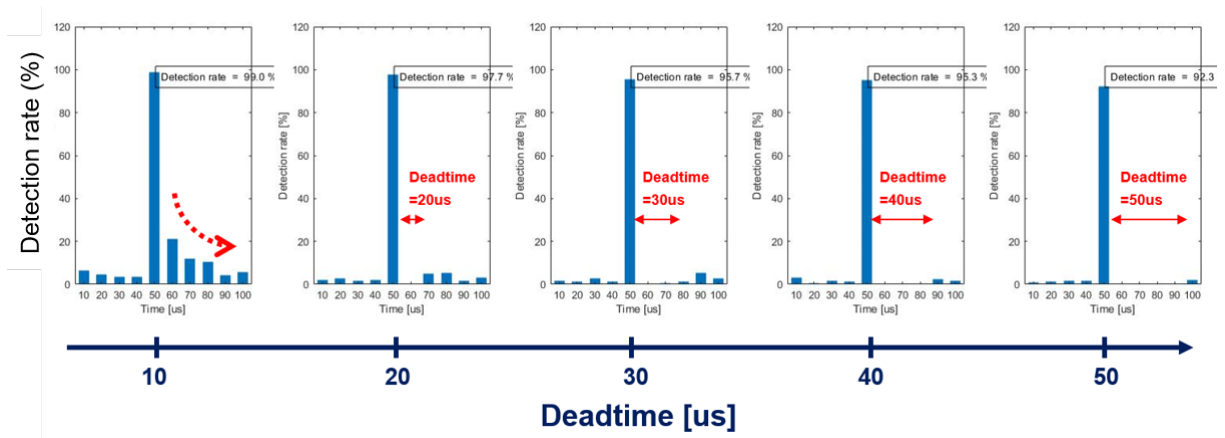 Detection rate (%)
120
100
80
60
40
20
0
Detection rate = 99.0 %
10 20 30 40 50 60 70 80 90 100
Time [us]
Detection rate [%]
120
100
80
60
40
20
0
Detection rate = 97.7 %
Deadtime
=20us
10 20 30 40 50 60 70 80 90 100
Time [us]
Detection rate [%]
120
100
80
60
40
20
0
Detection rate = 95.7 %
Deadtime
=30us
10 20 30 40 50 60 70 80 90 100
Time [us]
Detection rate [%]
120
100
80
60
40
20
0
Detection rate = 95.3 %
Deadtime
=40us
10 20 30 40 50 60 70 80 90 100
Time [us]
Detection rate [%]
120
100
80
60
40
20
0
Detection rate = 92.3
Deadtime
=50us
10 20 30 40 50 60 70 80 90 100
Time [us]
10 20 30 40 50
Deadtime [us]